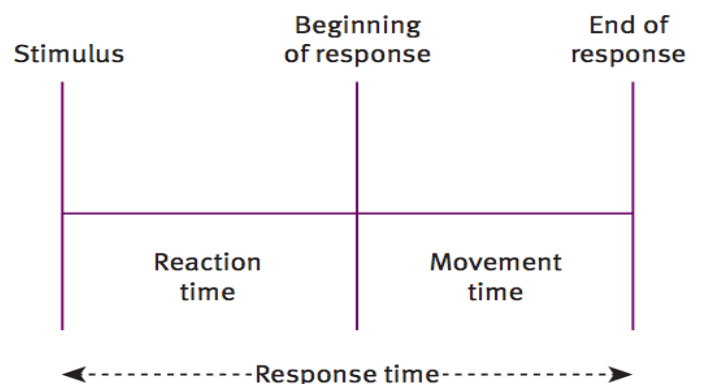 Stimulus
Beginning
of response
End of
response
Reaction
time
Movement
time
Response time